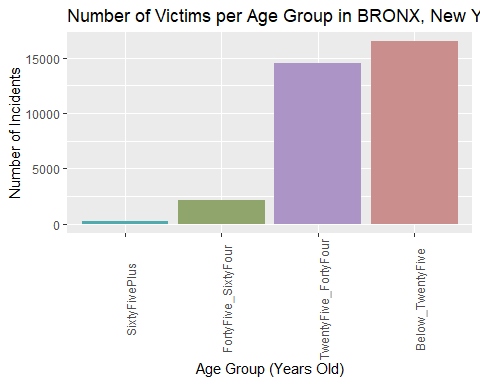 Number of Victims per Age Group in BRONX, New Y
Number of Incidents
15000
10000
5000
0
SixtyFivePlus
FortyFive_SixtyFour
TwentyFive_FortyFour
Below_TwentyFive
Age Group (Years Old)